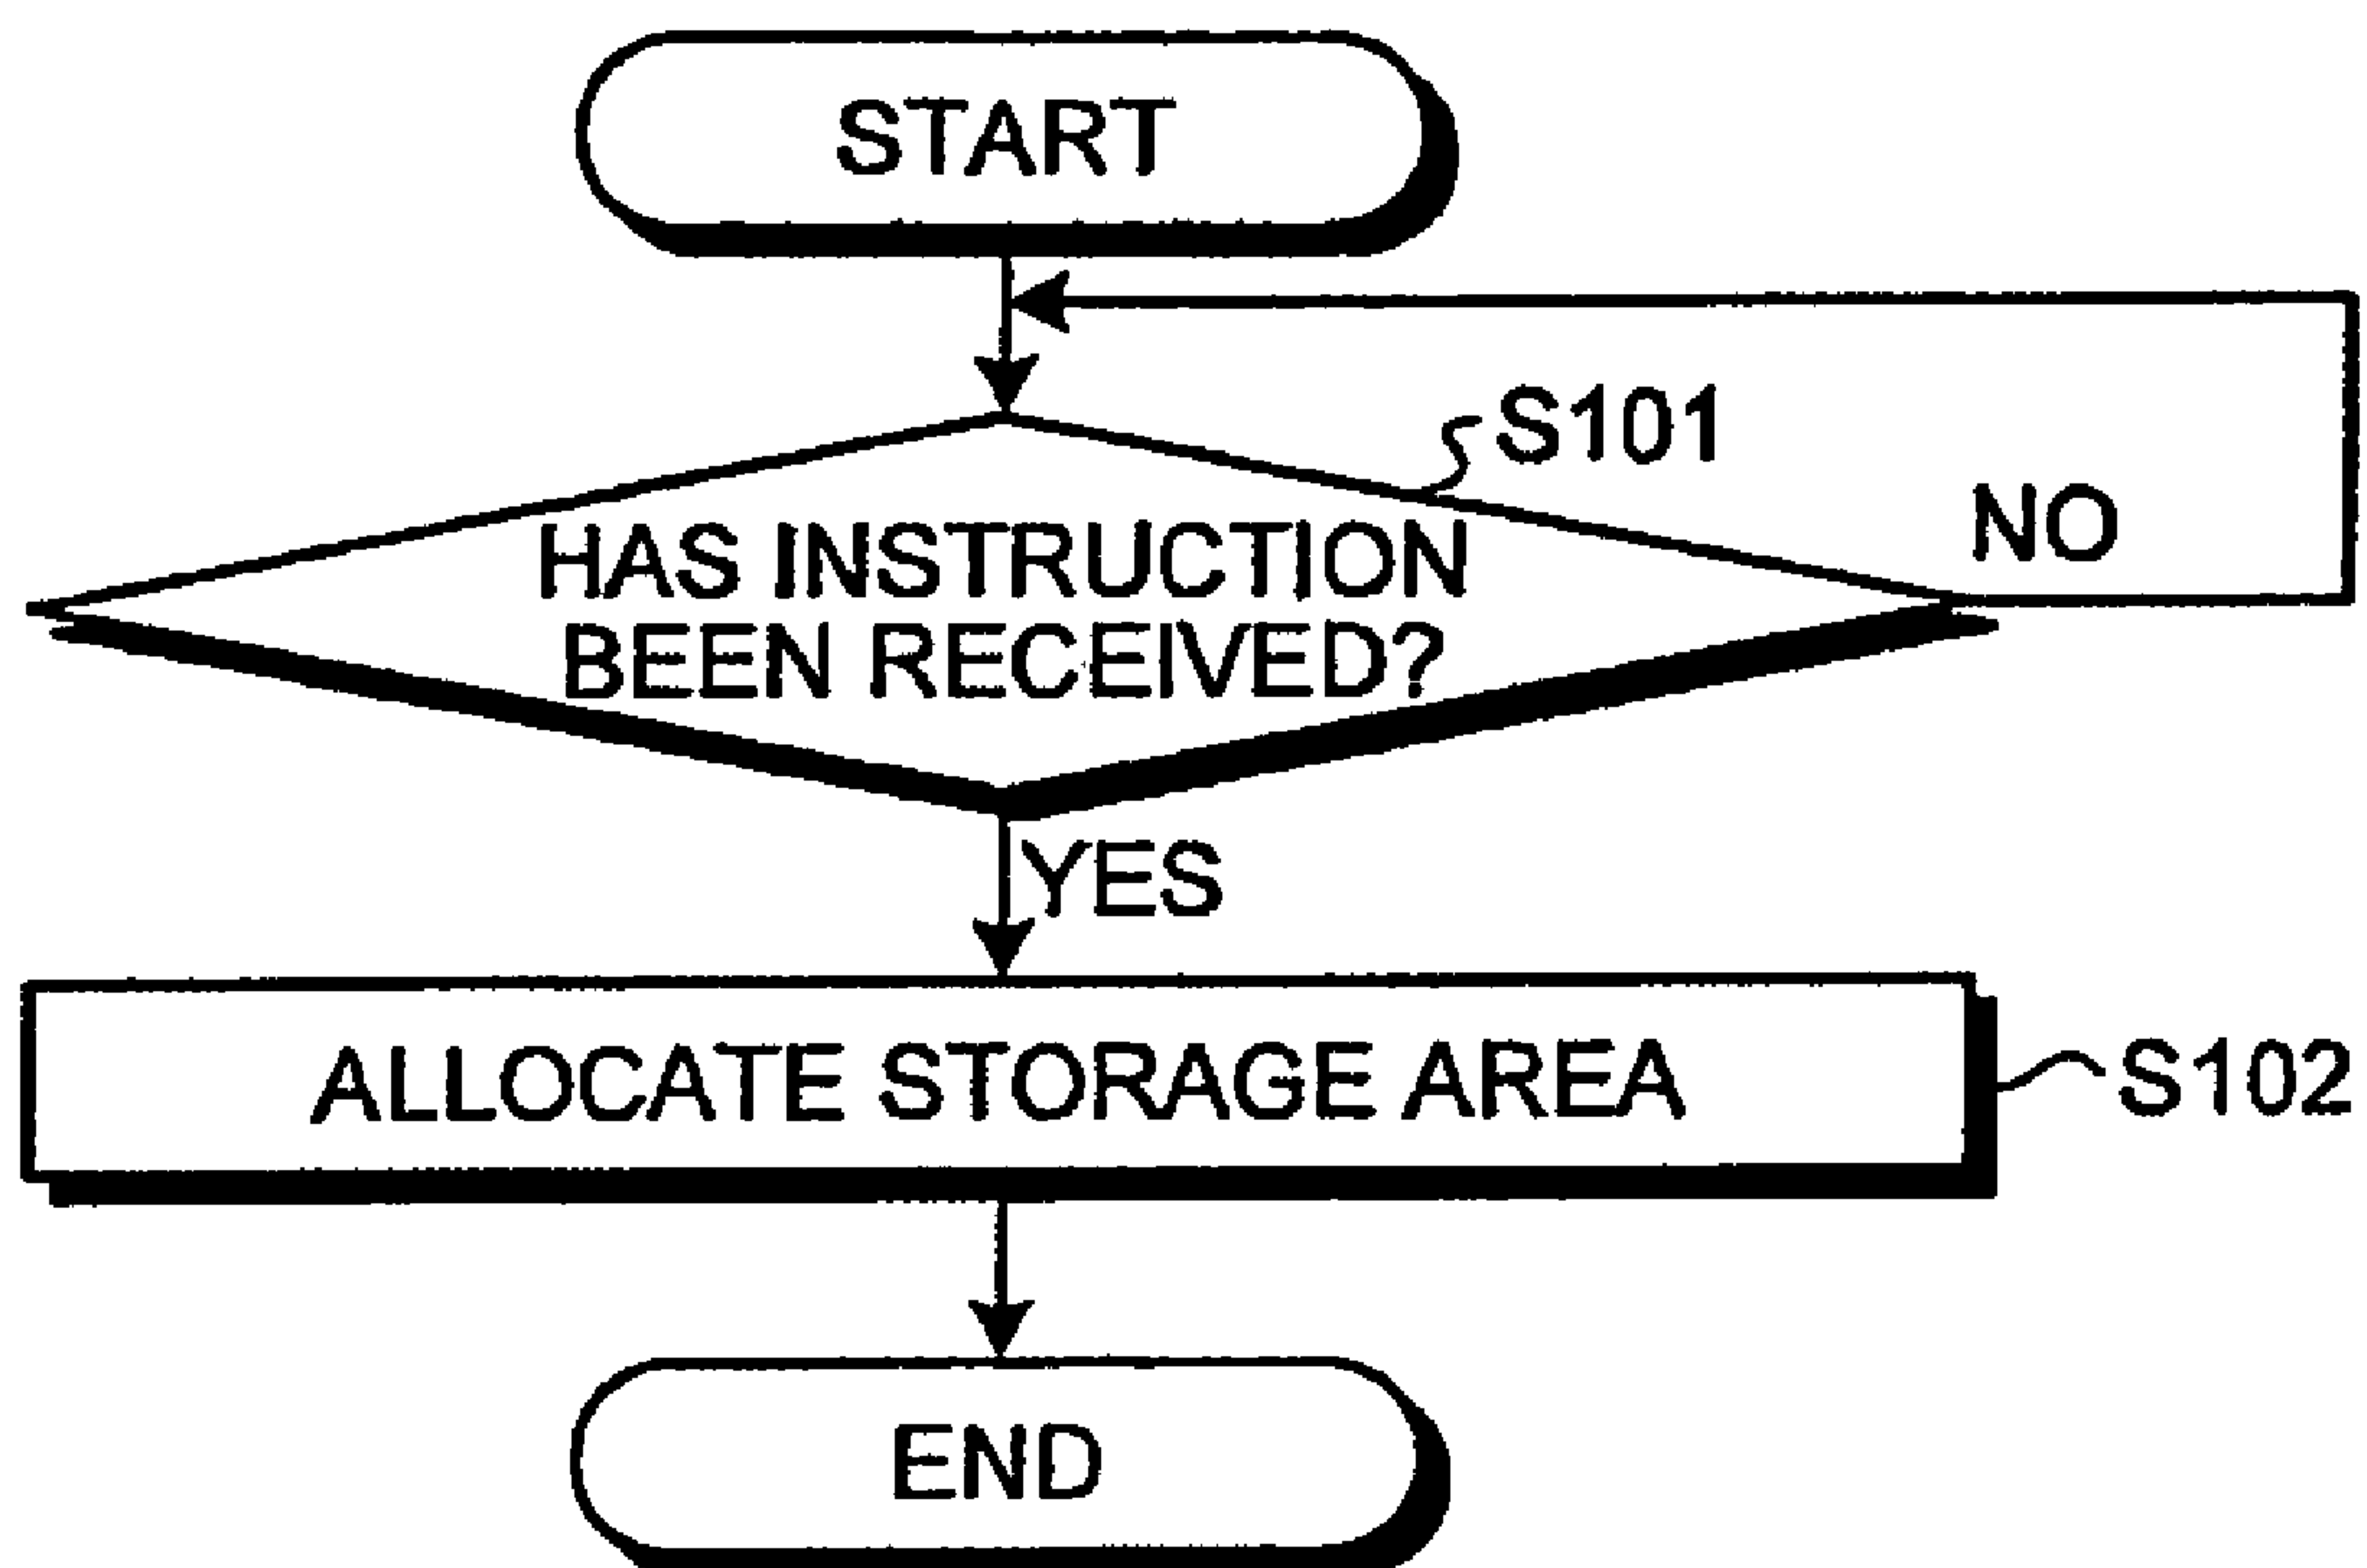 START
S101
NO
HAS INSTRUCTION
BEEN RECEIVED?
YES
ALLOCATE STORAGE AREA
S102
END